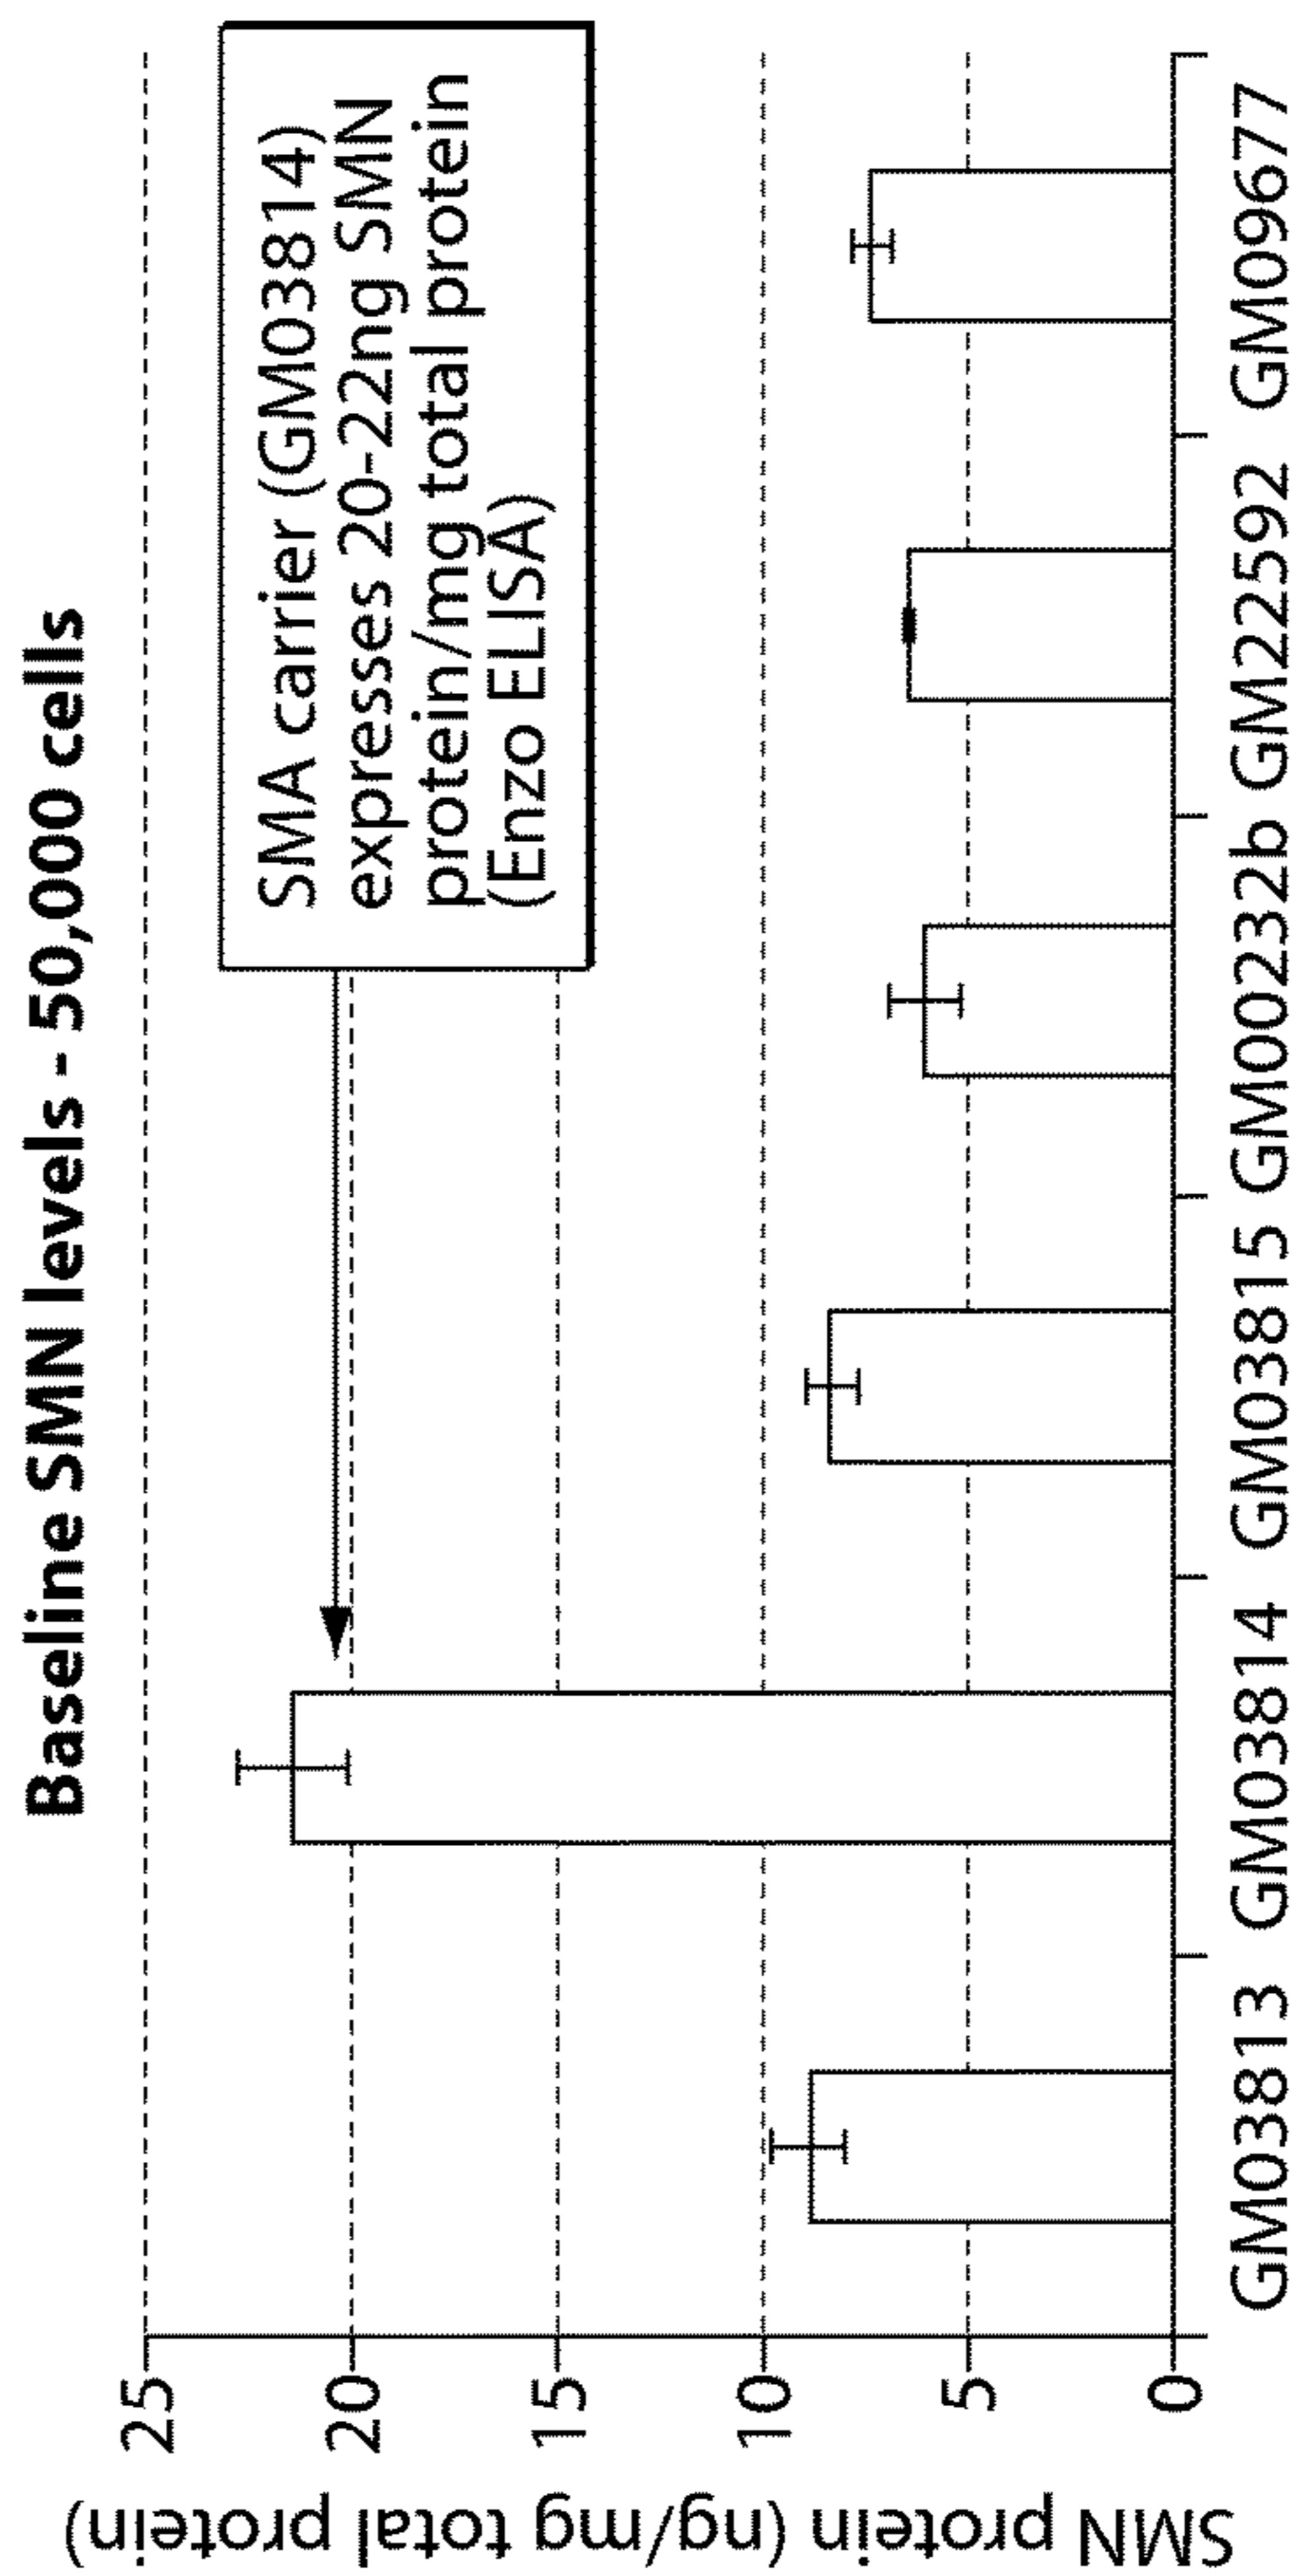 Baseline SMN levels - 50,000 cells
SMN protein (ng/mg total protein)
25
20
15
10
5
0
SMA carrier (GM03814)
expresses 20-22ng SMN
protein/mg total protein
(Enzo ELISA)
GM03813 GM03814 GM03815 GM00232b GM22592 GM09677